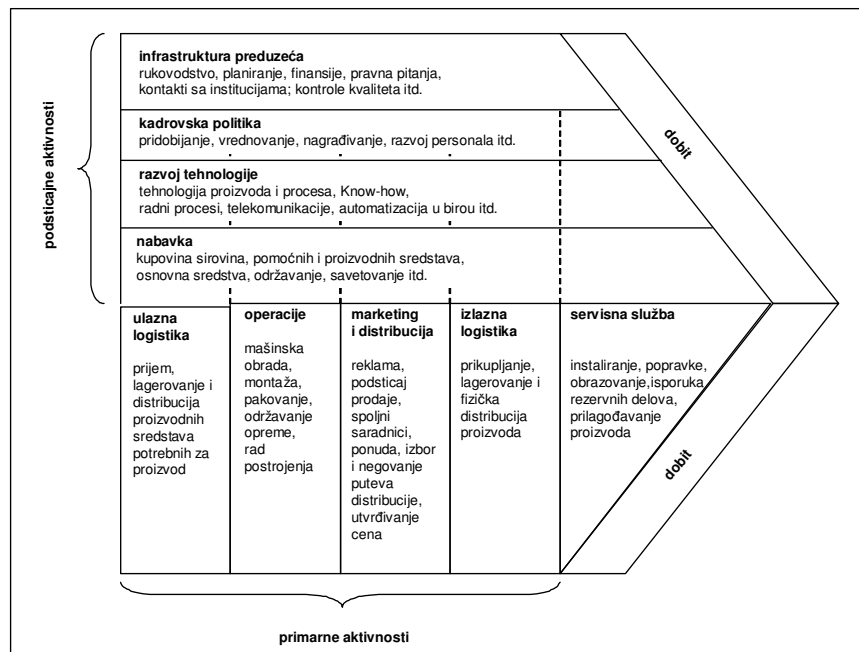 podsticajne aktivnosti
infrastruktura preduzeća
rukovodstvo, planiranje, finansije, pravna pitanja,
kontakti sa institucijama; kontrole kvaliteta itd.
kadrovska politika
pridobijanje, vrednovanje, nagrađivanje, razvoj personala itd.
razvoj tehnologije
tehnologija proizvoda i procesa, Know-how,
radni procesi, telekomunikacije, automatizacija u birou itd.
nabavka
kupovina sirovina, pomoćnih i proizvodnih sredstava,
osnovna sredstva, održavanje, savetovanje itd.
dobit
ulazna
logistika
prijem,
lagerovanje i
distribucija
proizvodnih
sredstava
potrebnih za
proizvod
operacije
mašinska
obrada,
montaža,
pakovanje,
održavanje
opreme,
rad
postrojenja
marketing
i distribucija
reklama,
podsticaj
prodaje,
spoljni
saradnici,
ponuda, izbor
i negovanje
puteva
distribucije,
utvrđivanje
cena
izlazna
logistika
prikupljanje,
lagerovanje i
fizička
distribucija
proizvoda
servisna služba
instaliranje, popravke,
obrazovanje,isporuka
rezervnih delova,
prilagođavanje
proizvoda
dobit
primarne aktivnosti